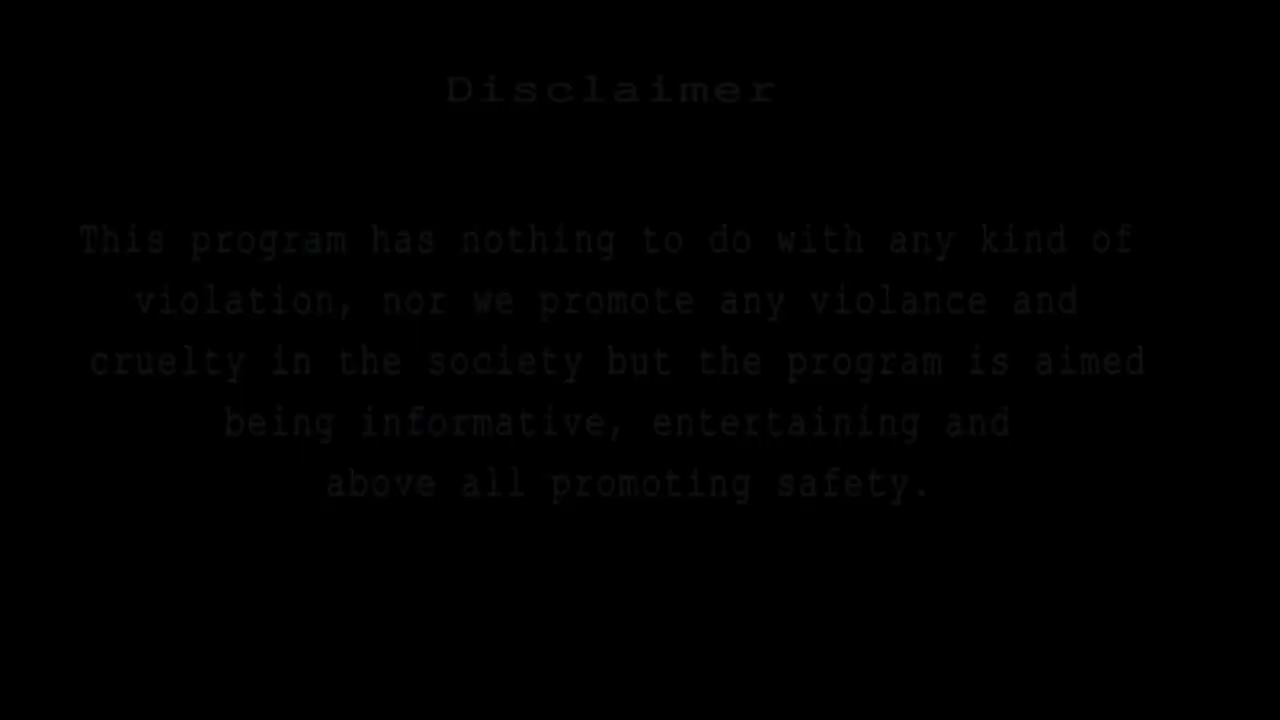 Disclaimer
This program has nothing to do with any kind of
violation, nor we promote any violance and
cruelty in the society but the program is aimed
being informative, entertaining and
above all promoting safety.